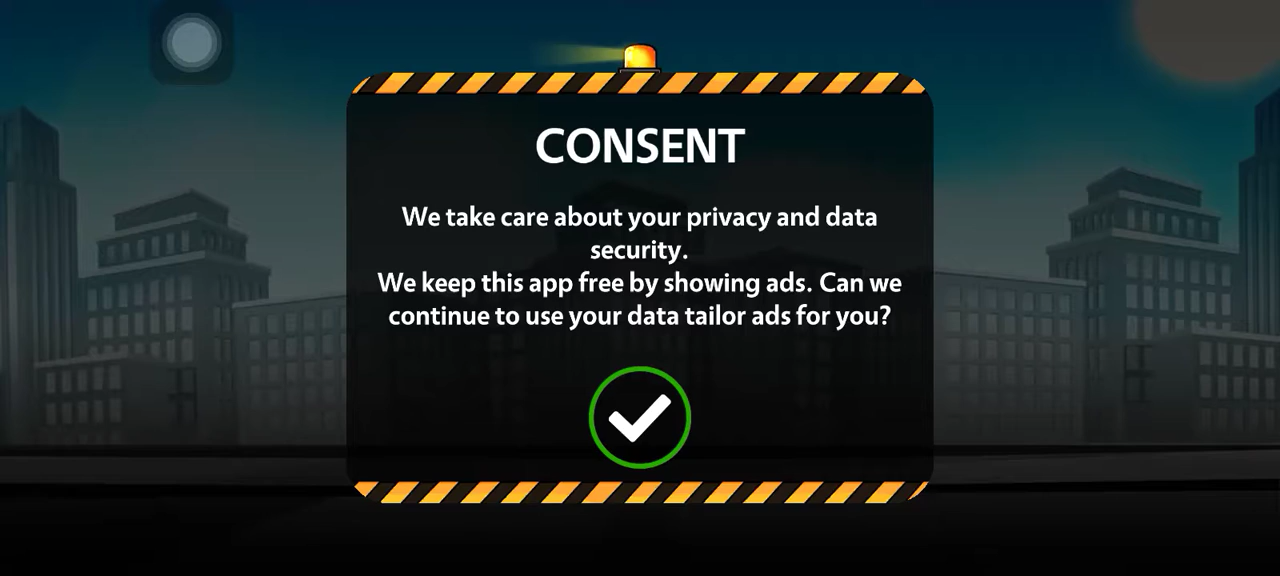 CONSENT
We take care about your privacy and data
security.
We keep this app free by showing ads. Can we
continue to use your data tailor ads for you?